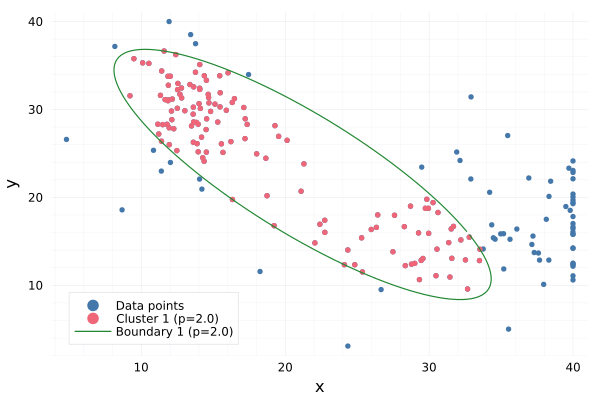 40
30
20
10
y
Data points
Cluster 1 (p=2.0)
Boundary 1 (p=2.0)
10 20 30 40
x